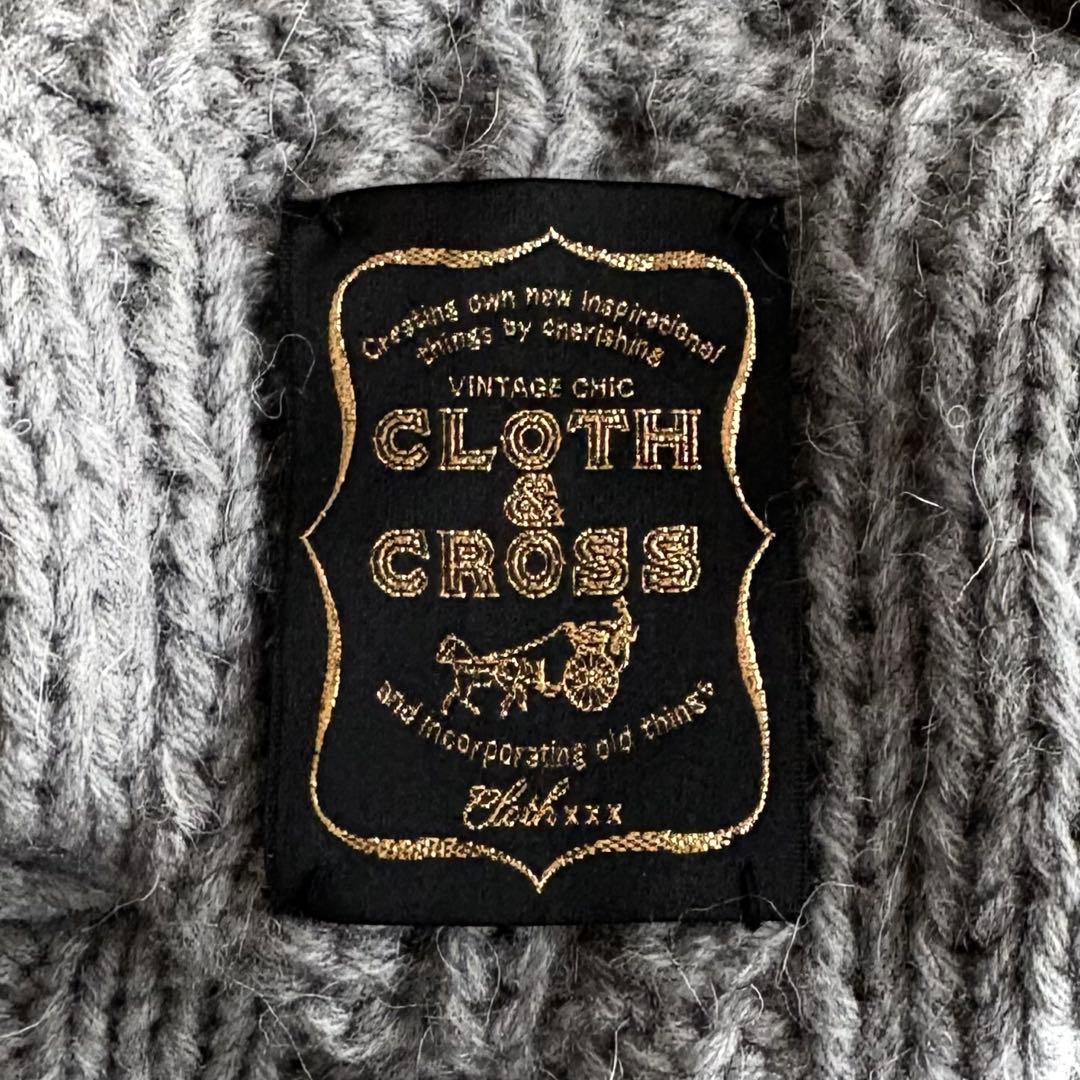 Creating own new inspirational
things by cherishing
VINTAGE CHIC
CLOTH
&
CROSS
and incorporating old things
Cloth xxx